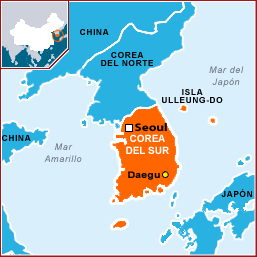 CHINA
COREA
DEL NORTE
Mar del
Japón
ISLA
ULLEUNG-DO
Seoul
COREA
DEL SUR
CHINA
Mar
Amarillo
Daegu
JAPÓN